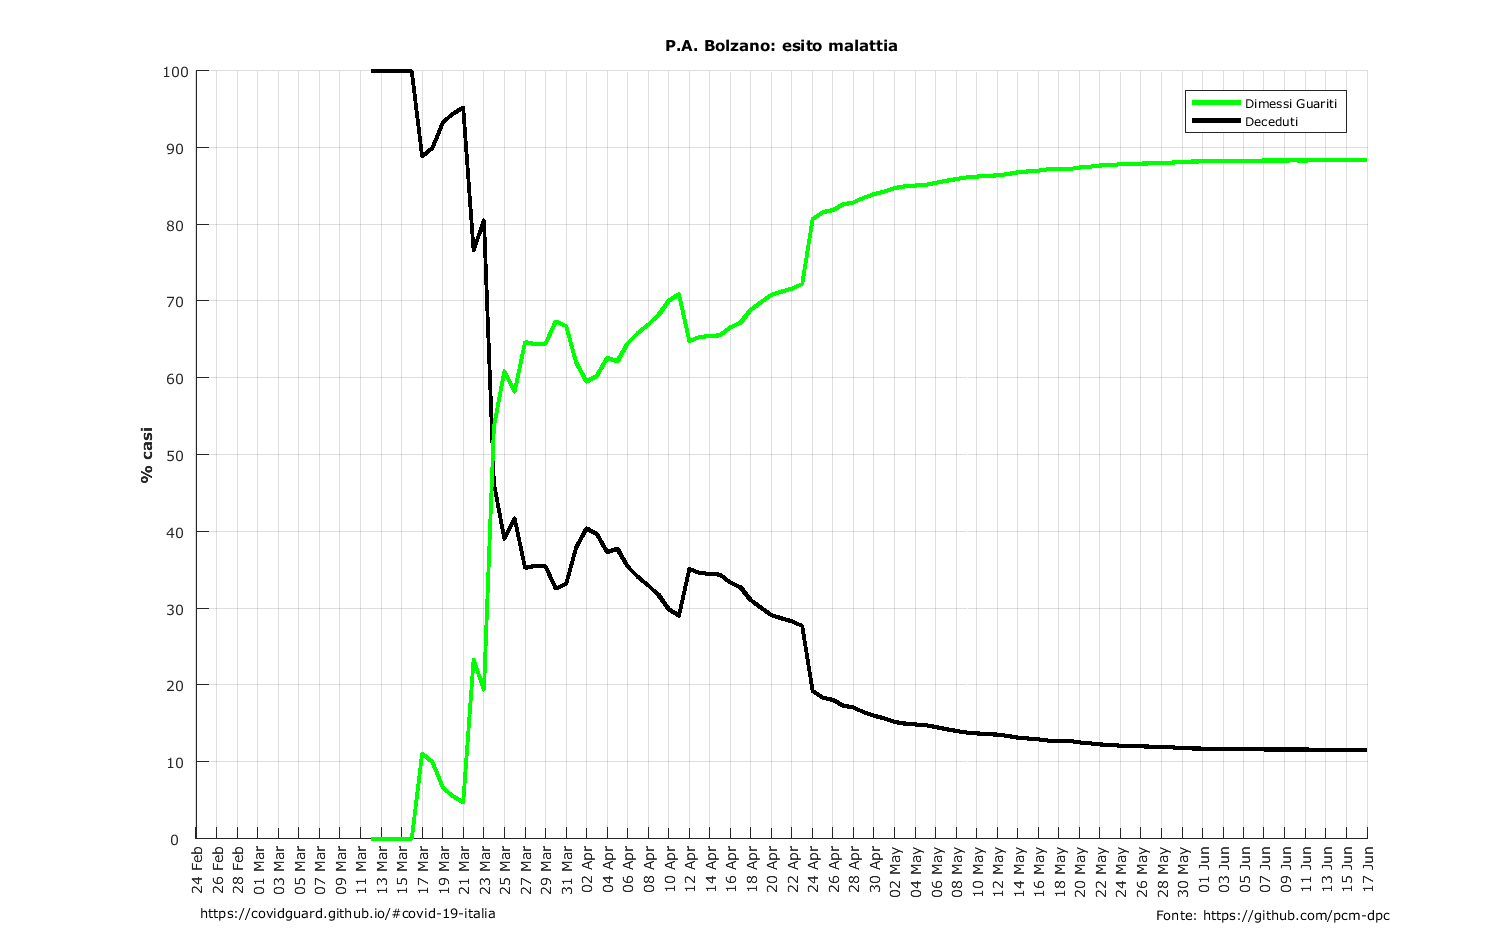 P.A. Bolzano: esito malattia
100
90
80
70
60
50
40
30
20
10
0
% casi
Dimessi Guariti
Deceduti
24 Feb
26 Feb
28 Feb
01 Mar
03 Mar
05 Mar
07 Mar
09 Mar
11 Mar
13 Mar
15 Mar
17 Mar
19 Mar
21 Mar
23 Mar
25 Mar
27 Mar
29 Mar
31 Mar
02 Apr
04 Apr
06 Apr
08 Apr
10 Apr
12 Apr
14 Apr
16 Apr
18 Apr
20 Apr
22 Apr
24 Apr
26 Apr
28 Apr
30 Apr
02 May
04 May
06 May
08 May
10 May
12 May
14 May
16 May
18 May
20 May
22 May
24 May
26 May
28 May
30 May
01 Jun
03 Jun
05 Jun
07 Jun
09 Jun
11 Jun
13 Jun
15 Jun
17 Jun
https://covidguard.github.io/#covid-19-italia
Fonte: https://github.com/pcm-dpc